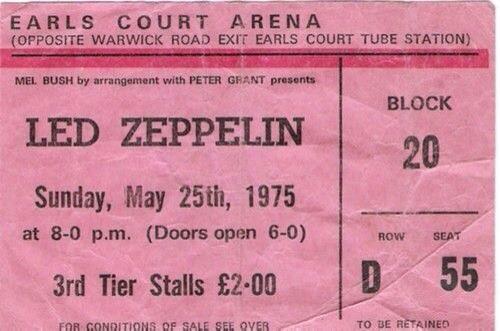 EARLS COURT ARENA
(OPPOSITE WARWICK ROAD EXIT EARLS COURT TUBE STATION)
MEL BUSH by arrangement with PETER GRANT presents
LED ZEPPELIN
Sunday, May 25th, 1975
at 8-0 p.m. (Doors open 6-0)
3rd Tier Stalls £2·00
FOR CONDITIONS OF SALE SEE OVER
BLOCK
20
ROW SEAT
D 55
TO BE RETAINED